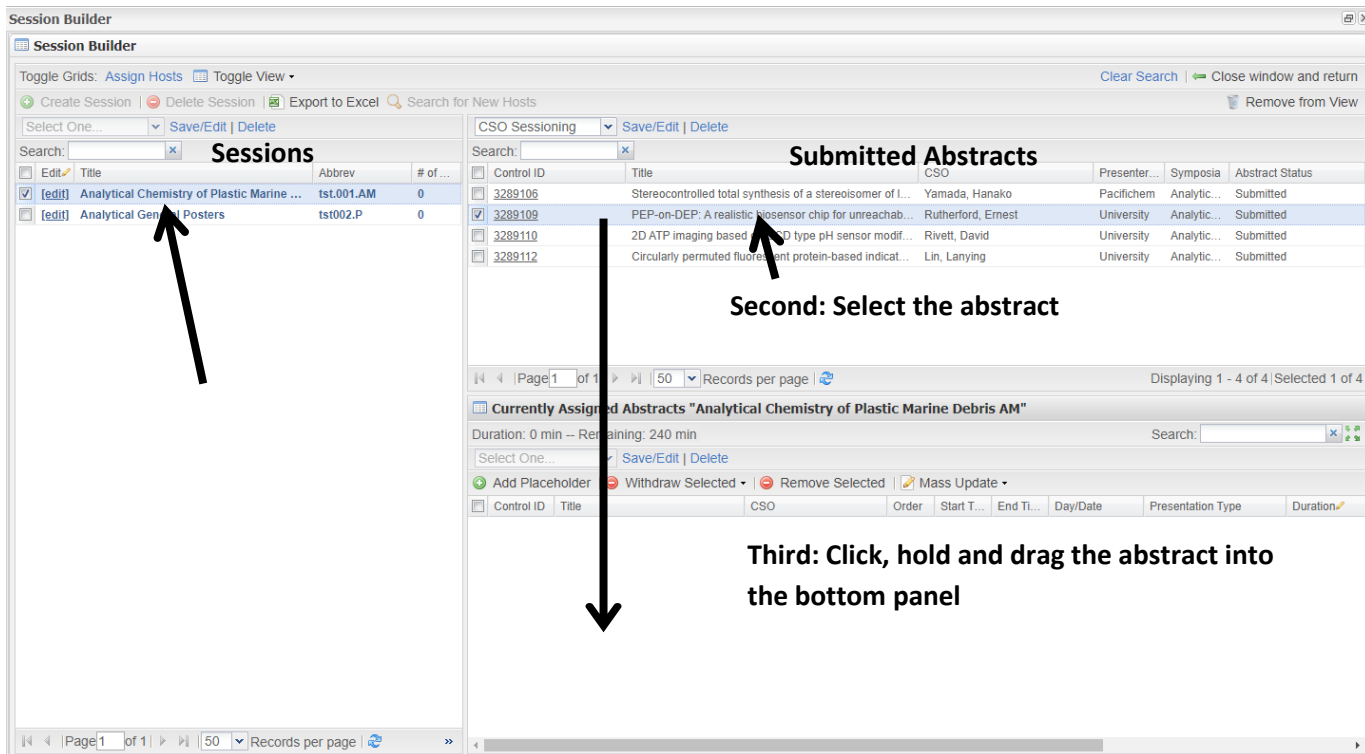 Session Builder
Session Builder
Toggle Grids: Assign Hosts Toggle View
Clear Search | Close window and return
Create Session | Delete Session | Export to Excel Search for New Hosts
Remove from View
Select One... Save/Edit | Delete
Search:
Sessions
Edit Title Abbrev # of ...
[edit] Analytical Chemistry of Plastic Marine ... tst.001.AM 0
[edit] Analytical General Posters tst002.P 0
Page 1 of 1 | 50 Records per page »
CSO Sessioning Save/Edit | Delete
Search:
Submitted Abstracts
Control ID Title CSO Presenter... Symposia Abstract Status
3289106 Stereocontrolled total synthesis of a stereoisomer of l... Yamada, Hanako Pacifichem Analytic... Submitted
3289109 PEP-on-DEP: A realistic biosensor chip for unreachab... Rutherford, Ernest University Analytic... Submitted
3289110 2D ATP imaging based type pH sensor modif... Rivett, David University Analytic... Submitted
3289112 Circularly permuted fluorescent protein-based indicat... Lin, Lanying University Analytic... Submitted
Second: Select the abstract
Page 1 of 1 | 50 Records per page | Displaying 1 - 4 of 4 | Selected 1 of 4
Currently Assigned Abstracts "Analytical Chemistry of Plastic Marine Debris AM"
Duration: 0 min -- Remaining: 240 min Search:
Select One... Save/Edit | Delete
Add Placeholder Withdraw Selected | Remove Selected | Mass Update
Control ID Title CSO Order Start T... End Ti... Day/Date Presentation Type Duration
Third: Click, hold and drag the abstract into
the bottom panel